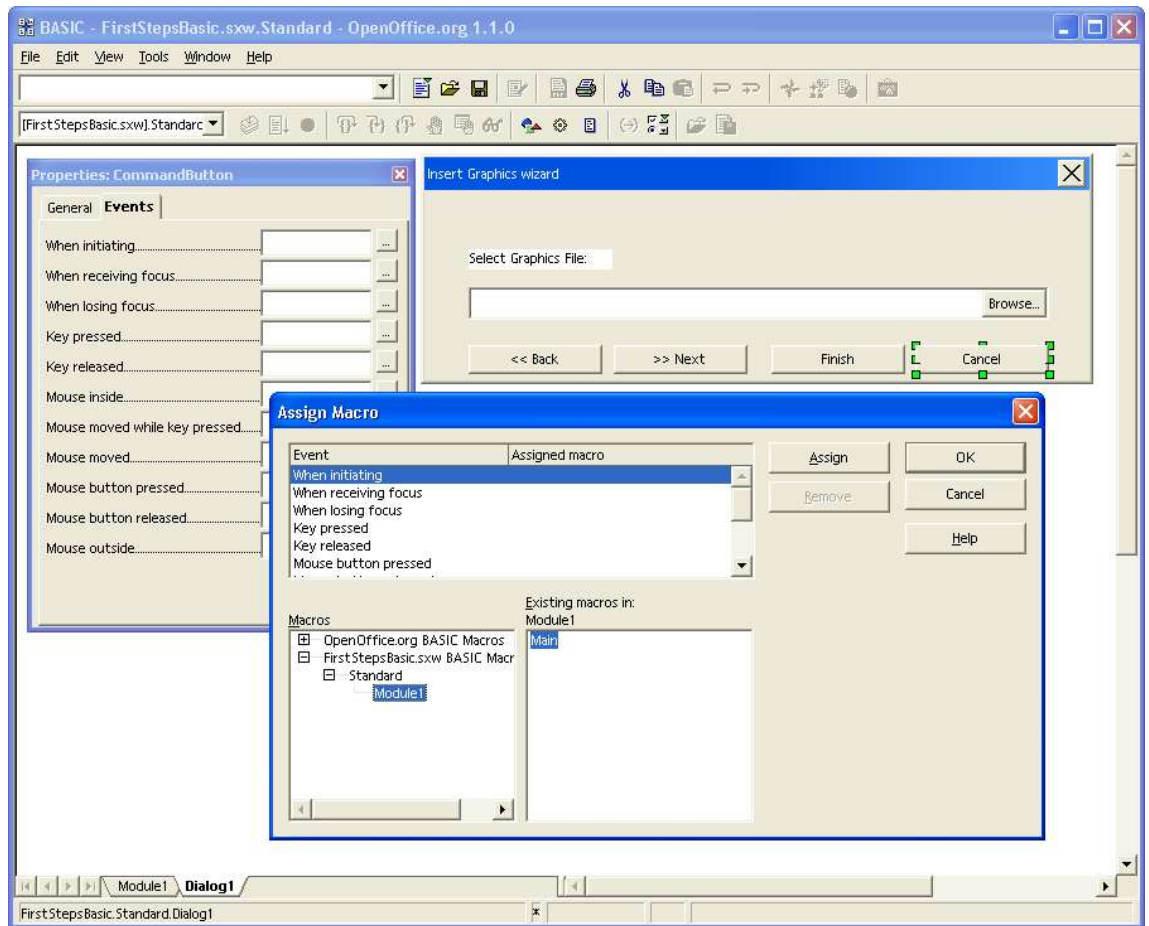 BASIC - FirstStepsBasic.sxw.Standard - OpenOffice.org 1.1.0
File Edit View Tools Window Help
[FirstStepsBasic.sxw].Standarc
Properties: CommandButton
General Events
When initiating
When receiving focus
When losing focus
Key pressed
Key released
Mouse inside
Mouse moved while key pressed
Mouse moved
Mouse button pressed
Mouse button released
Mouse outside
Insert Graphics wizard
Select Graphics File:
Browse...
<< Back >> Next Finish Cancel
Assign Macro
Event Assigned macro
When initiating
When receiving focus
When losing focus
Key pressed
Key released
Mouse button pressed
Assign OK
Remove Cancel
Help
Macros
OpenOffice.org BASIC Macros
FirstStepsBasic.sxw BASIC Macr
Standard
Module1
Existing macros in:
Module1
Main
Module1 Dialog1
FirstStepsBasic.Standard.Dialog1 *